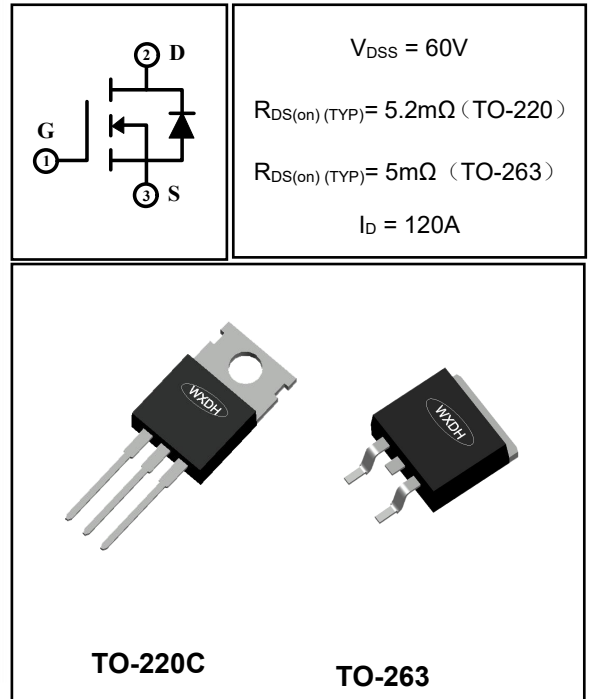 2 D
G
1
3 S
VDSS = 60V
RDS(on) (TYP)= 5.2mΩ（TO-220）
RDS(on) (TYP)= 5mΩ（TO-263）
ID = 120A
WXDH
WXDH
TO-220C
TO-263